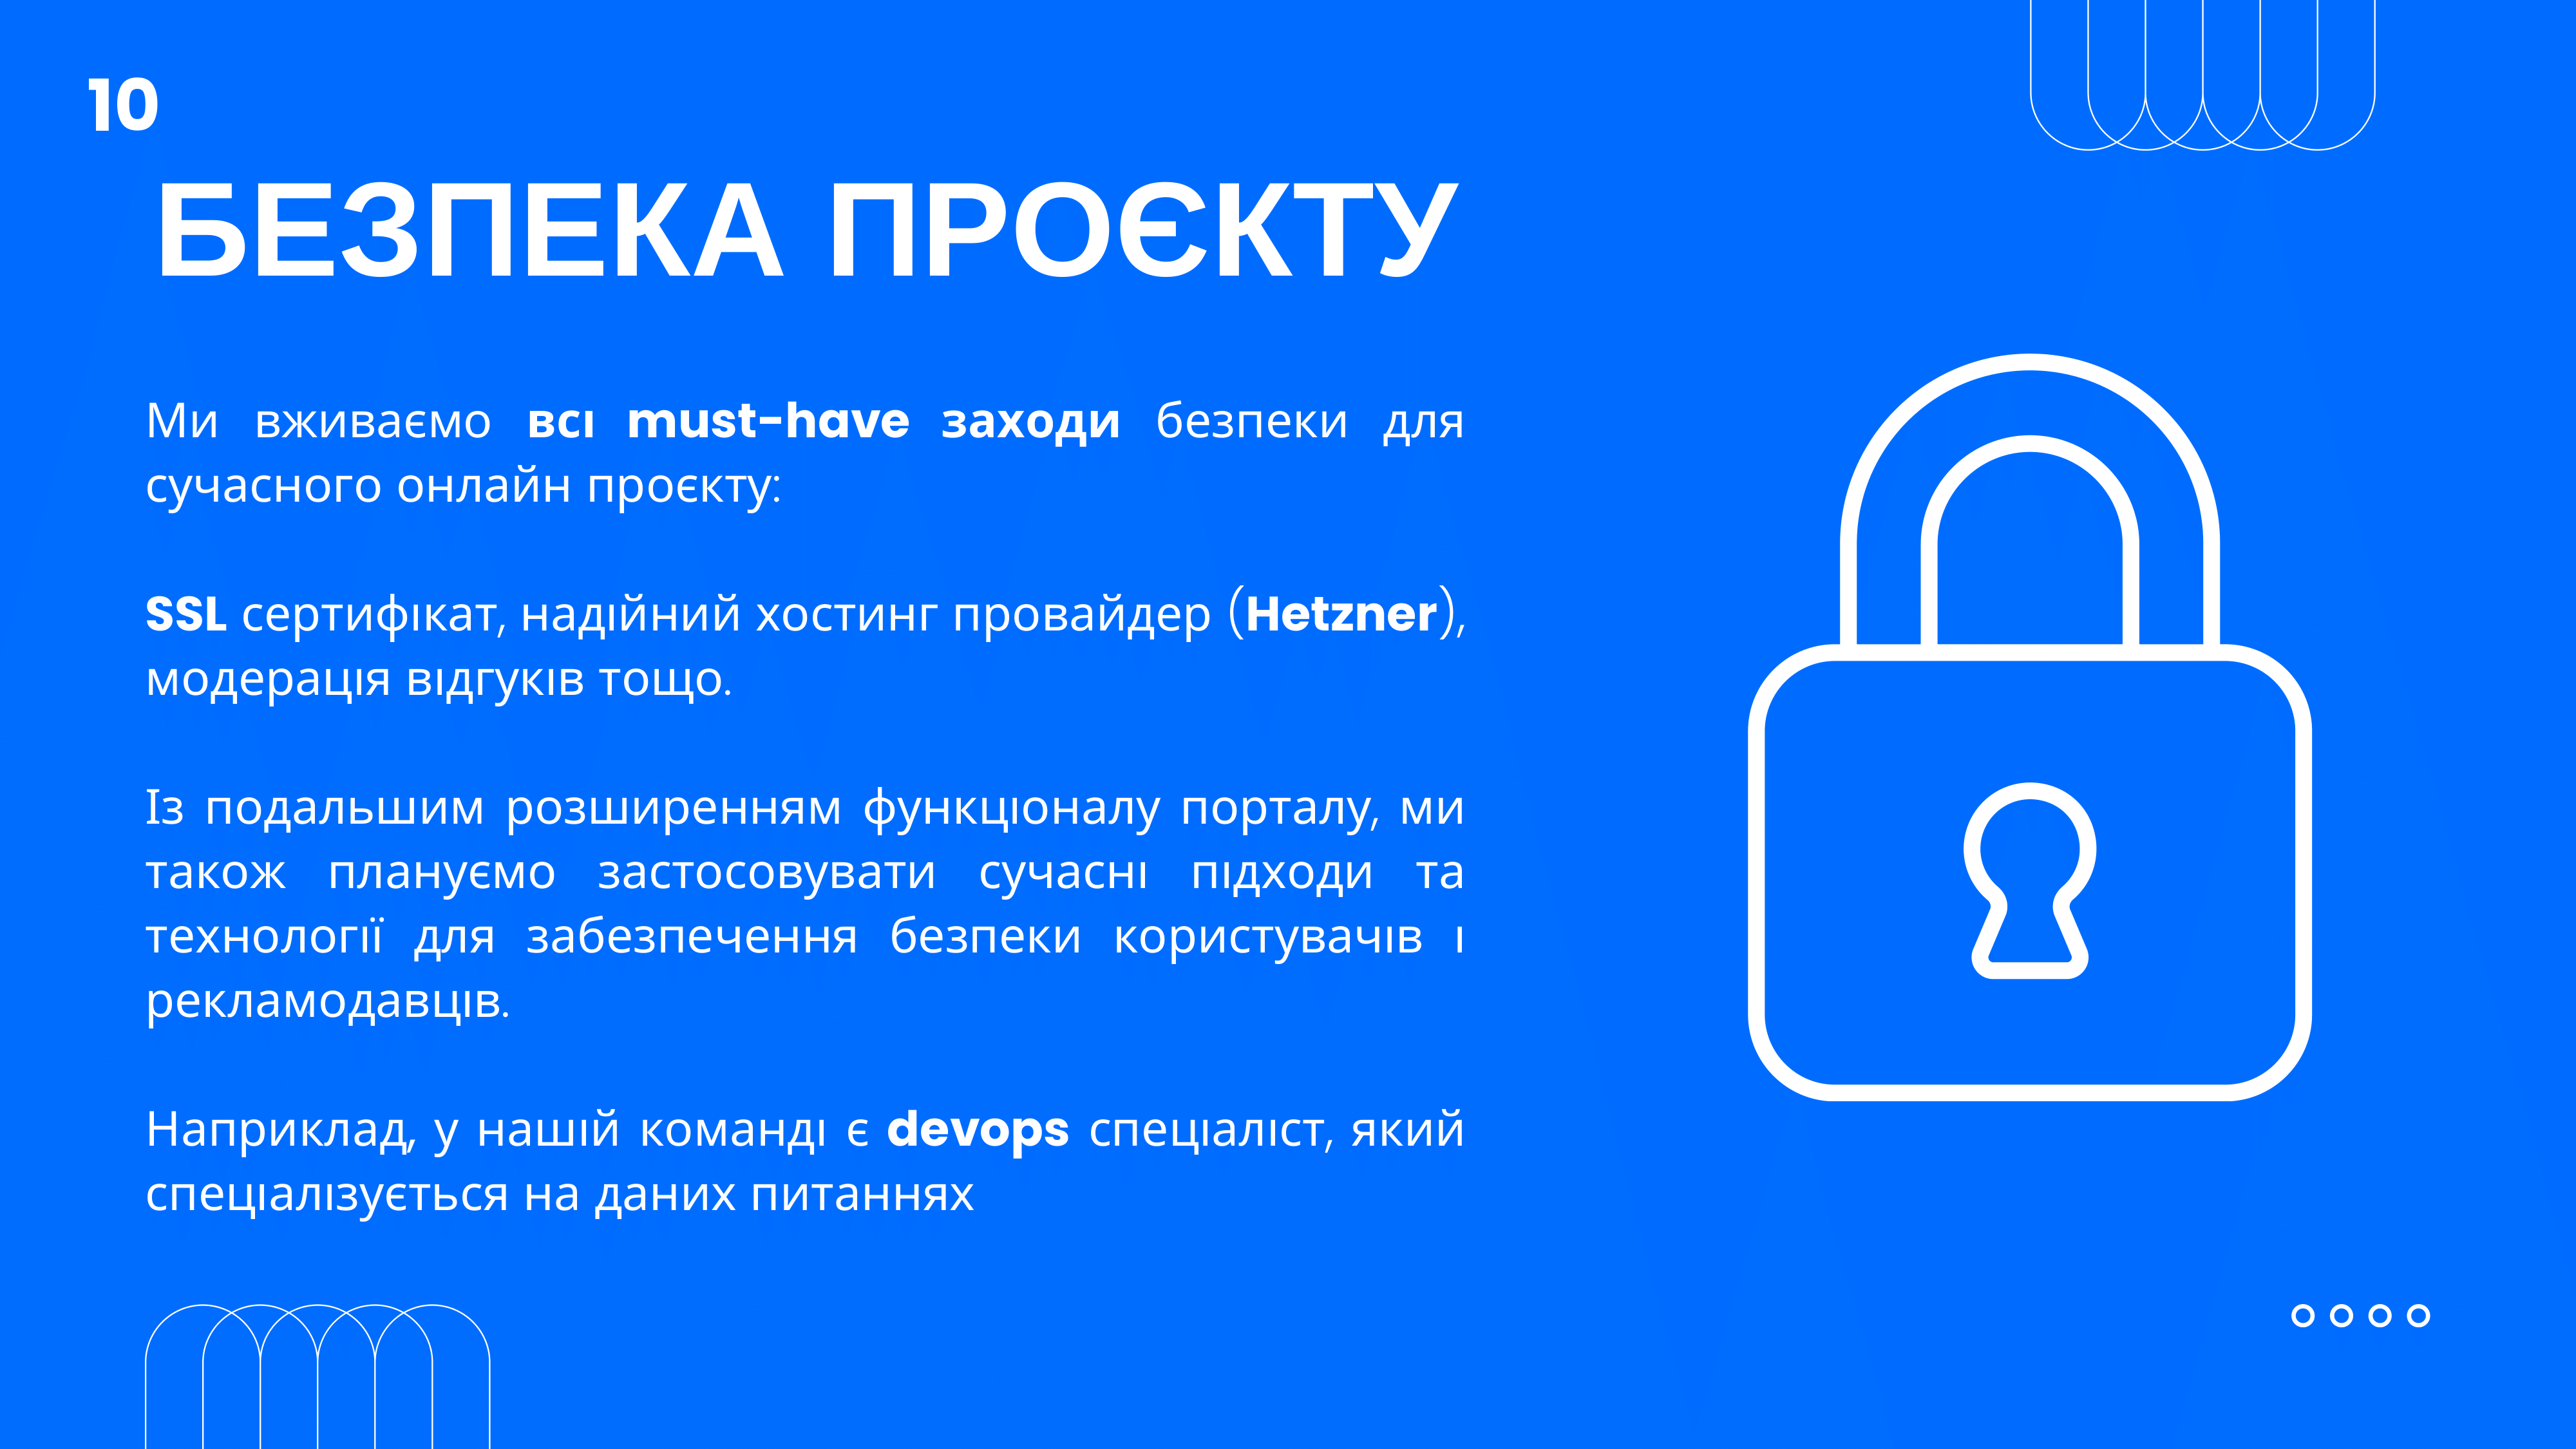 10
БЕЗПЕКА ПРОЄКТУ
Ми вживаємо всі must-have заходи безпеки для
сучасного онлайн проєкту:
SSL сертифікат, надійний хостинг провайдер (Hetzner),
модерація відгуків тощо.
Із подальшим розширенням функціоналу порталу, ми
також плануємо застосовувати сучасні підходи та
технології для забезпечення безпеки користувачів і
рекламодавців.
Наприклад, у нашій команді є devops спеціаліст, який
спеціалізується на даних питаннях